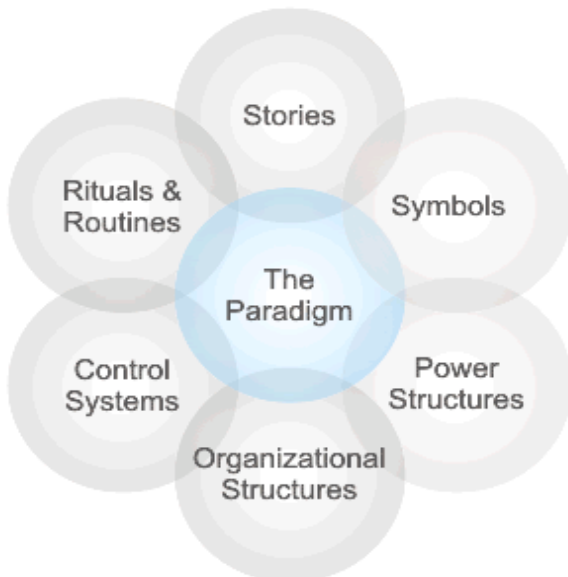 Stories
Rituals &
Routines
Symbols
The
Paradigm
Control
Systems
Power
Structures
Organizational
Structures